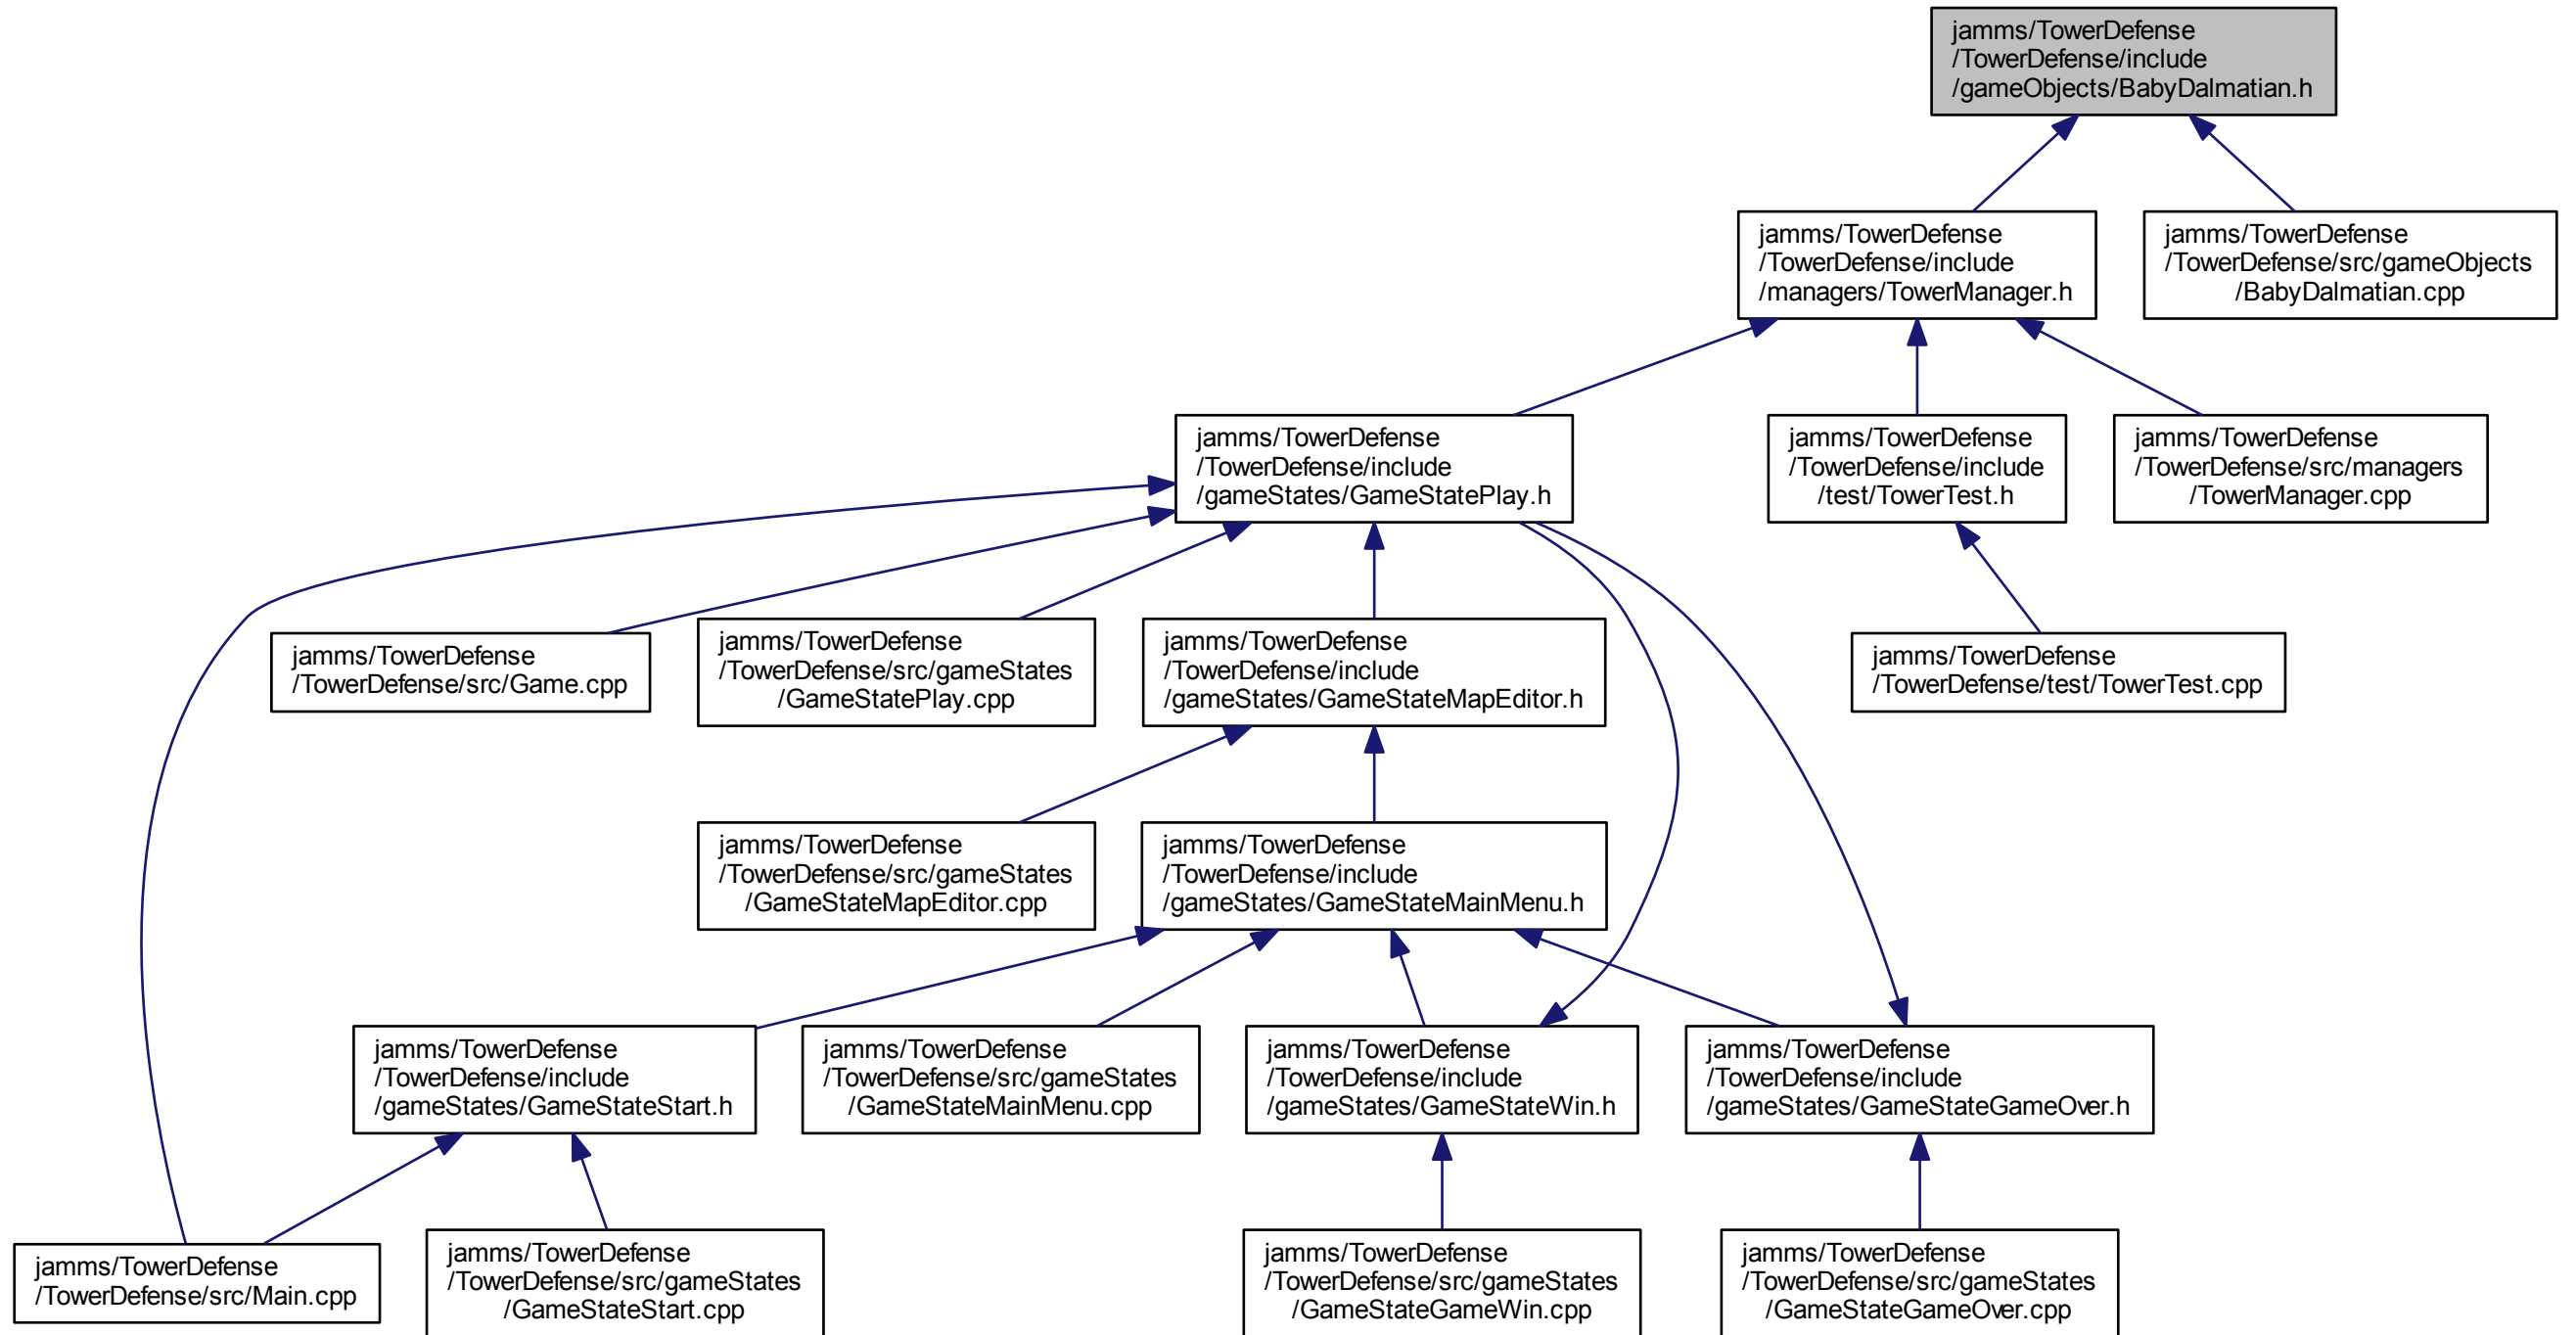 jamms/TowerDefense
/TowerDefense/include
/gameObjects/BabyDalmatian.h
jamms/TowerDefense
/TowerDefense/include
/managers/TowerManager.h
jamms/TowerDefense
/TowerDefense/src/gameObjects
/BabyDalmatian.cpp
jamms/TowerDefense
/TowerDefense/include
/gameStates/GameStatePlay.h
jamms/TowerDefense
/TowerDefense/include
/test/TowerTest.h
jamms/TowerDefense
/TowerDefense/src/managers
/TowerManager.cpp
jamms/TowerDefense
/TowerDefense/src/Game.cpp
jamms/TowerDefense
/TowerDefense/src/gameStates
/GameStatePlay.cpp
jamms/TowerDefense
/TowerDefense/include
/gameStates/GameStateMapEditor.h
jamms/TowerDefense
/TowerDefense/test/TowerTest.cpp
jamms/TowerDefense
/TowerDefense/src/gameStates
/GameStateMapEditor.cpp
jamms/TowerDefense
/TowerDefense/include
/gameStates/GameStateMainMenu.h
jamms/TowerDefense
/TowerDefense/include
/gameStates/GameStateStart.h
jamms/TowerDefense
/TowerDefense/src/gameStates
/GameStateMainMenu.cpp
jamms/TowerDefense
/TowerDefense/include
/gameStates/GameStateWin.h
jamms/TowerDefense
/TowerDefense/include
/gameStates/GameStateGameOver.h
jamms/TowerDefense
/TowerDefense/src/Main.cpp
jamms/TowerDefense
/TowerDefense/src/gameStates
/GameStateStart.cpp
jamms/TowerDefense
/TowerDefense/src/gameStates
/GameStateGameWin.cpp
jamms/TowerDefense
/TowerDefense/src/gameStates
/GameStateGameOver.cpp